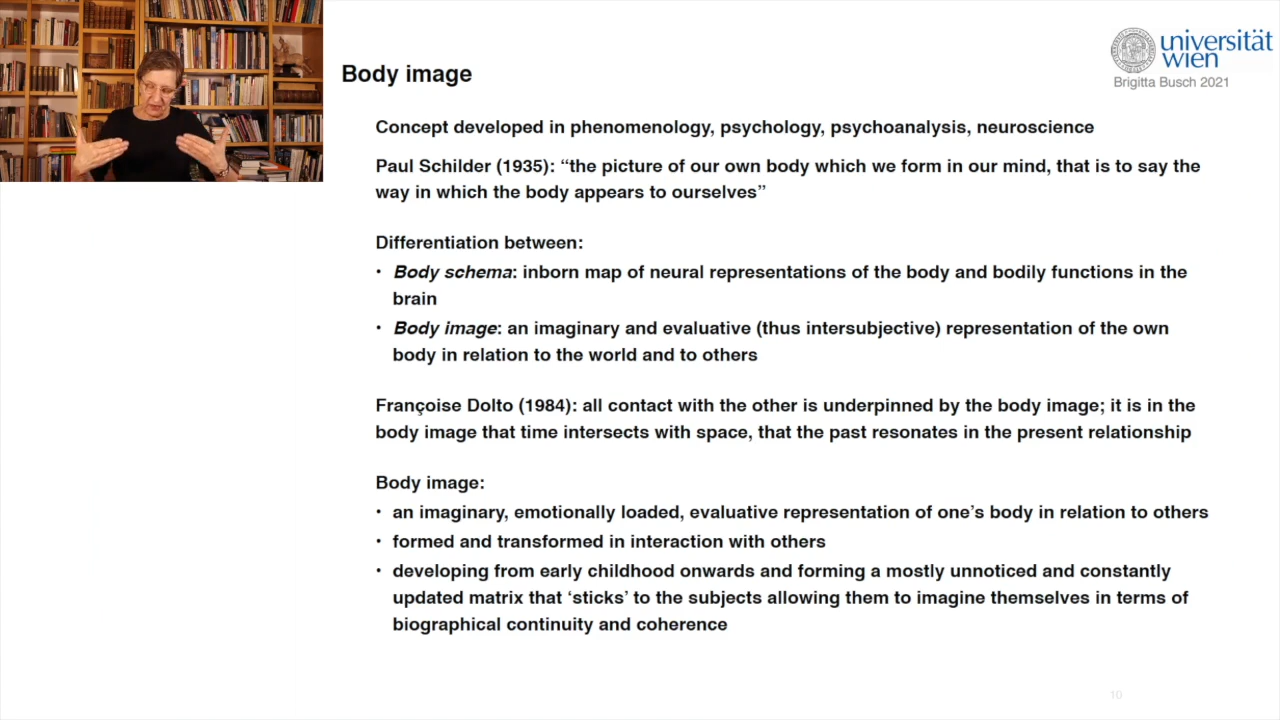 universität
wien
Brigitta Busch 2021
Body image
Concept developed in phenomenology, psychology, psychoanalysis, neuroscience
Paul Schilder (1935): “the picture of our own body which we form in our mind, that is to say the
way in which the body appears to ourselves”
Differentiation between:
• Body schema: inborn map of neural representations of the body and bodily functions in the
brain
• Body image: an imaginary and evaluative (thus intersubjective) representation of the own
body in relation to the world and to others
Françoise Dolto (1984): all contact with the other is underpinned by the body image; it is in the
body image that time intersects with space, that the past resonates in the present relationship
Body image:
• an imaginary, emotionally loaded, evaluative representation of one’s body in relation to others
• formed and transformed in interaction with others
• developing from early childhood onwards and forming a mostly unnoticed and constantly
updated matrix that ‘sticks’ to the subjects allowing them to imagine themselves in terms of
biographical continuity and coherence
10